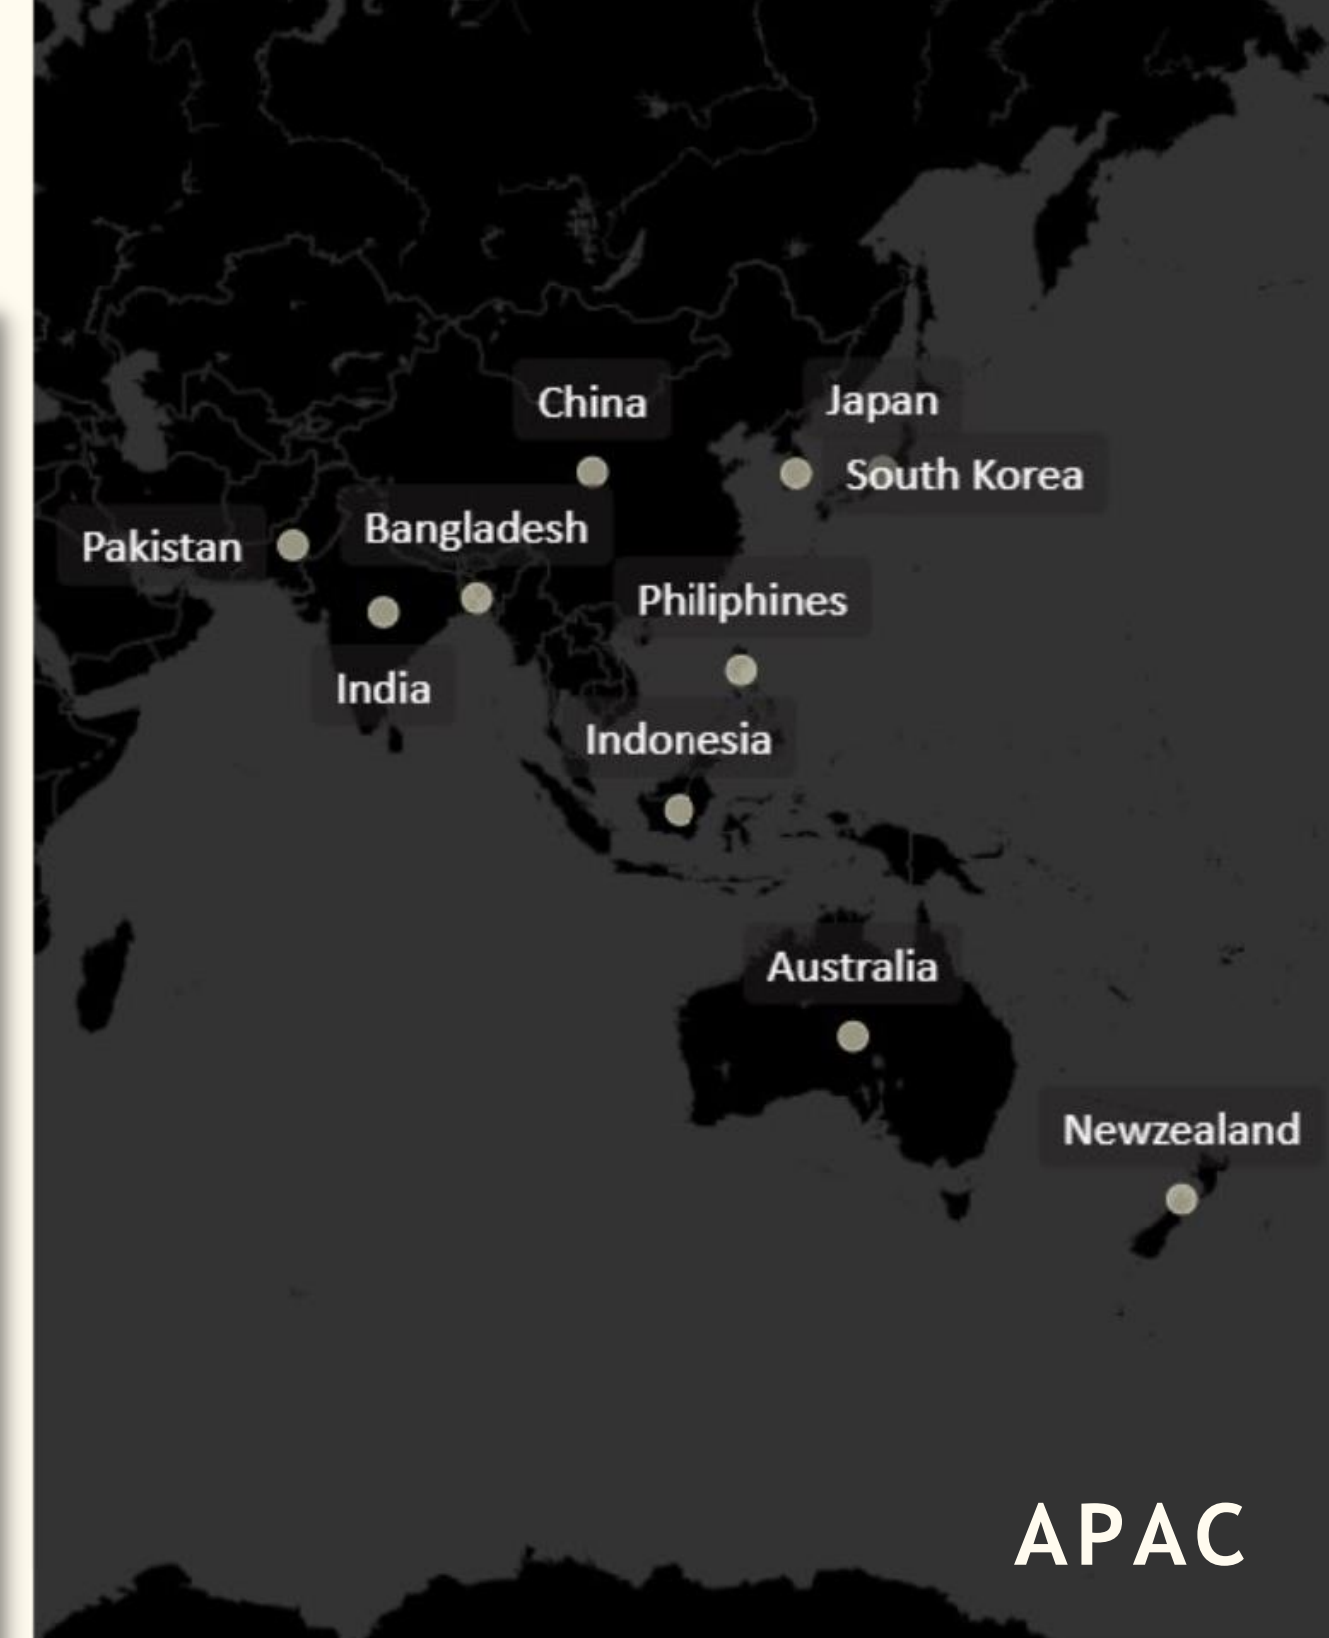 China
Japan
South Korea
Bangladesh
Pakistan
Philiphines
India
Indonesia
Australia
Newzealand
APAC